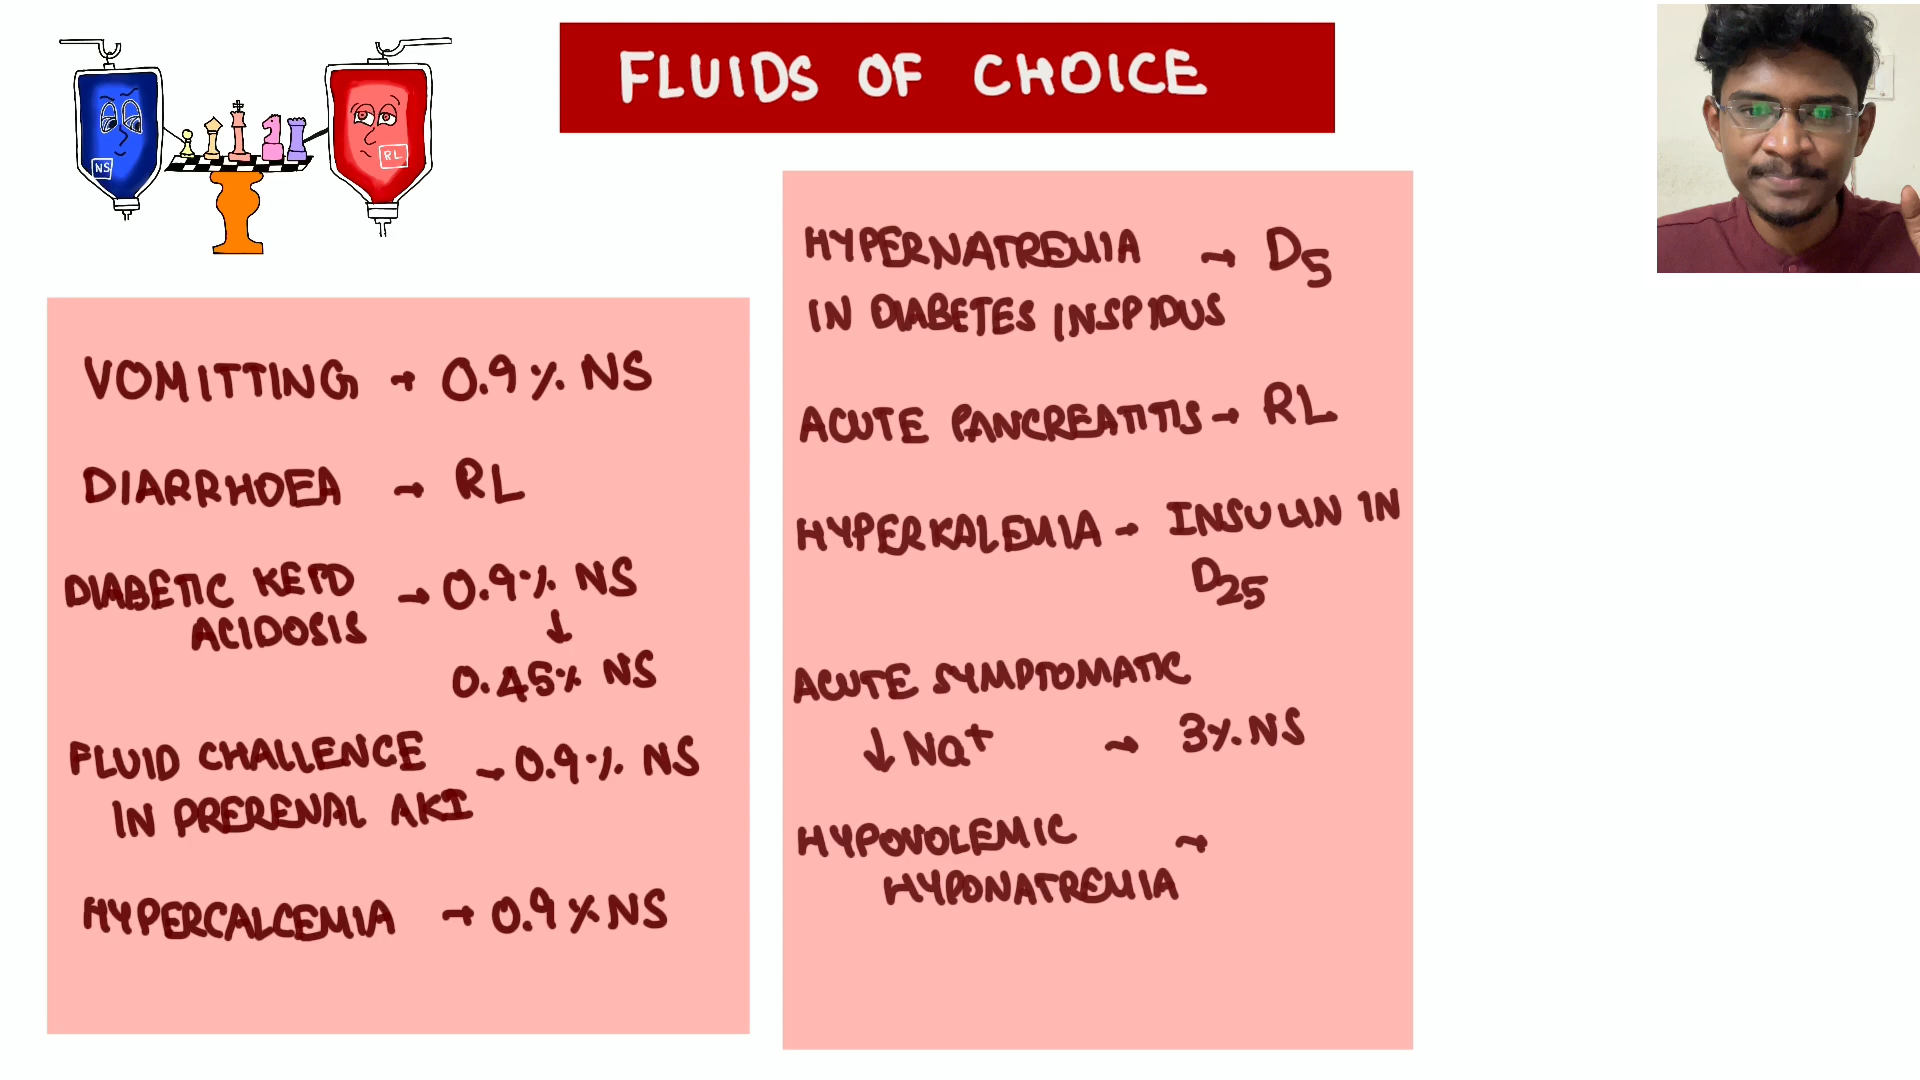 FLUIDS OF CHOICE
NS
RL
VOMITTING → 0.9% NS
DIARRHOEA → RL
DIABETIC KETO → 0.9% NS
ACIDOSIS ↓
0.45% NS
FLUID CHALLENCE → 0.9% NS
IN PRERENAL AKI
HYPERCALCEMIA → 0.9% NS
HYPERNATREMIA → D5
IN DIABETES INSPIDUS
ACUTE PANCREATITIS → RL
HYPERKALEMIA → INSULIN IN
D25
ACUTE SYMPTOMATIC
↓ Na+ → 3% NS
HYPOVOLEMIC →
HYPONATREMIA